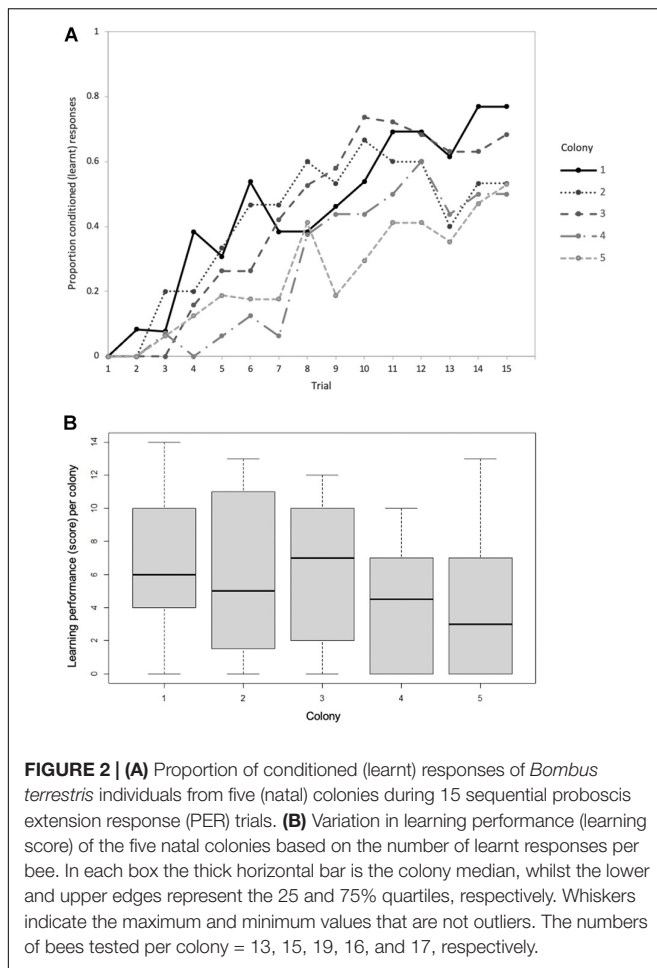 A
1
0.8
0.6
0.4
0.2
0
Proportion conditioned (learnt) responses
1 2 3 4 5 6 7 8 9 10 11 12 13 14 15
Trial
Colony
1
2
3
4
5
B
14
12
10
8
6
4
2
0
Learning performance (score) per colony
1 2 3 4 5
Colony
FIGURE 2 | (A) Proportion of conditioned (learnt) responses of Bombus
terrestris individuals from five (natal) colonies during 15 sequential proboscis
extension response (PER) trials. (B) Variation in learning performance (learning
score) of the five natal colonies based on the number of learnt responses per
bee. In each box the thick horizontal bar is the colony median, whilst the lower
and upper edges represent the 25 and 75% quartiles, respectively. Whiskers
indicate the maximum and minimum values that are not outliers. The numbers
of bees tested per colony = 13, 15, 19, 16, and 17, respectively.